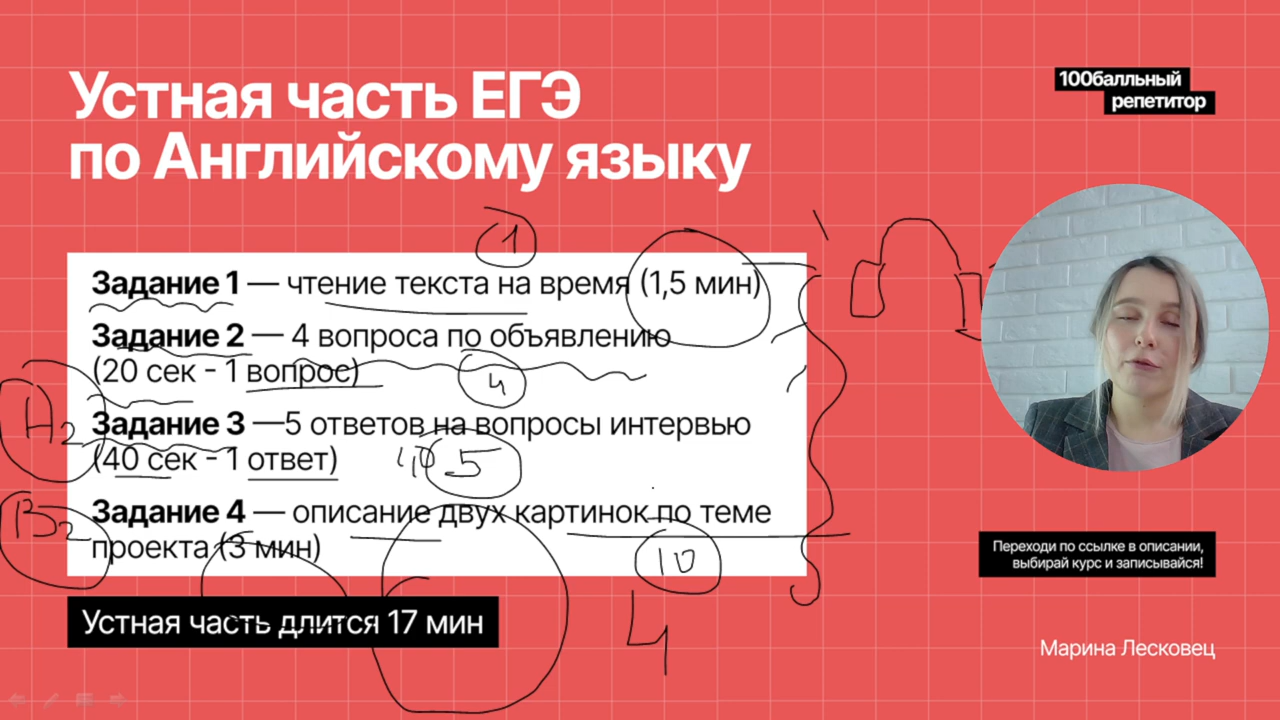 Устная часть ЕГЭ
по Английскому языку
100балльный
репетитор
1
Задание 1 — чтение текста на время (1,5 мин)
Задание 2 — 4 вопроса по объявлению
(20 сек - 1 вопрос)
4
A2
Задание 3 —5 ответов на вопросы интервью
(40 сек - 1 ответ)
5
B2
Задание 4 — описание двух картинок по теме
проекта (3 мин)
10
4
Устная часть длится 17 мин
Переходи по ссылке в описании,
выбирай курс и записывайся!
Марина Лесковец